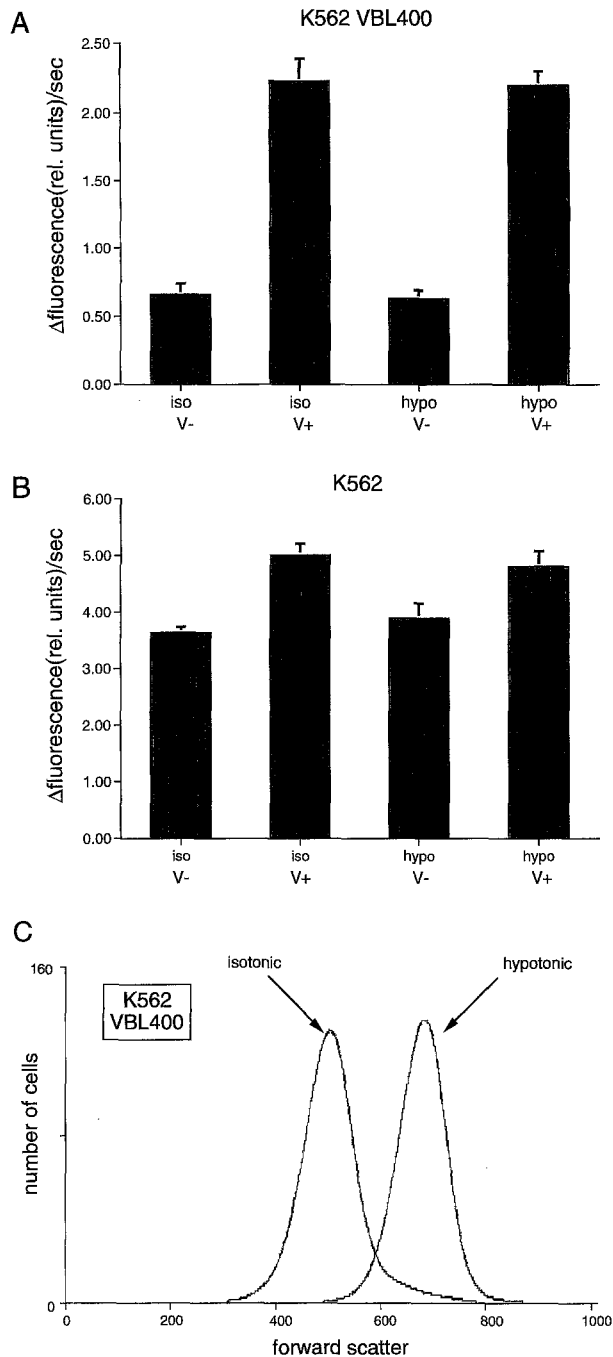 A
K562 VBL400
Δfluorescence(rel. units)/sec
2.50
2.00
1.50
1.00
0.50
0.00
iso
V-
iso
V+
hypo
V-
hypo
V+
B
K562
Δfluorescence(rel. units)/sec
6.00
5.00
4.00
3.00
2.00
1.00
0.00
iso
V-
iso
V+
hypo
V-
hypo
V+
C
isotonic
hypotonic
K562
VBL400
number of cells
160
0
0
200
400
600
800
1000
forward scatter